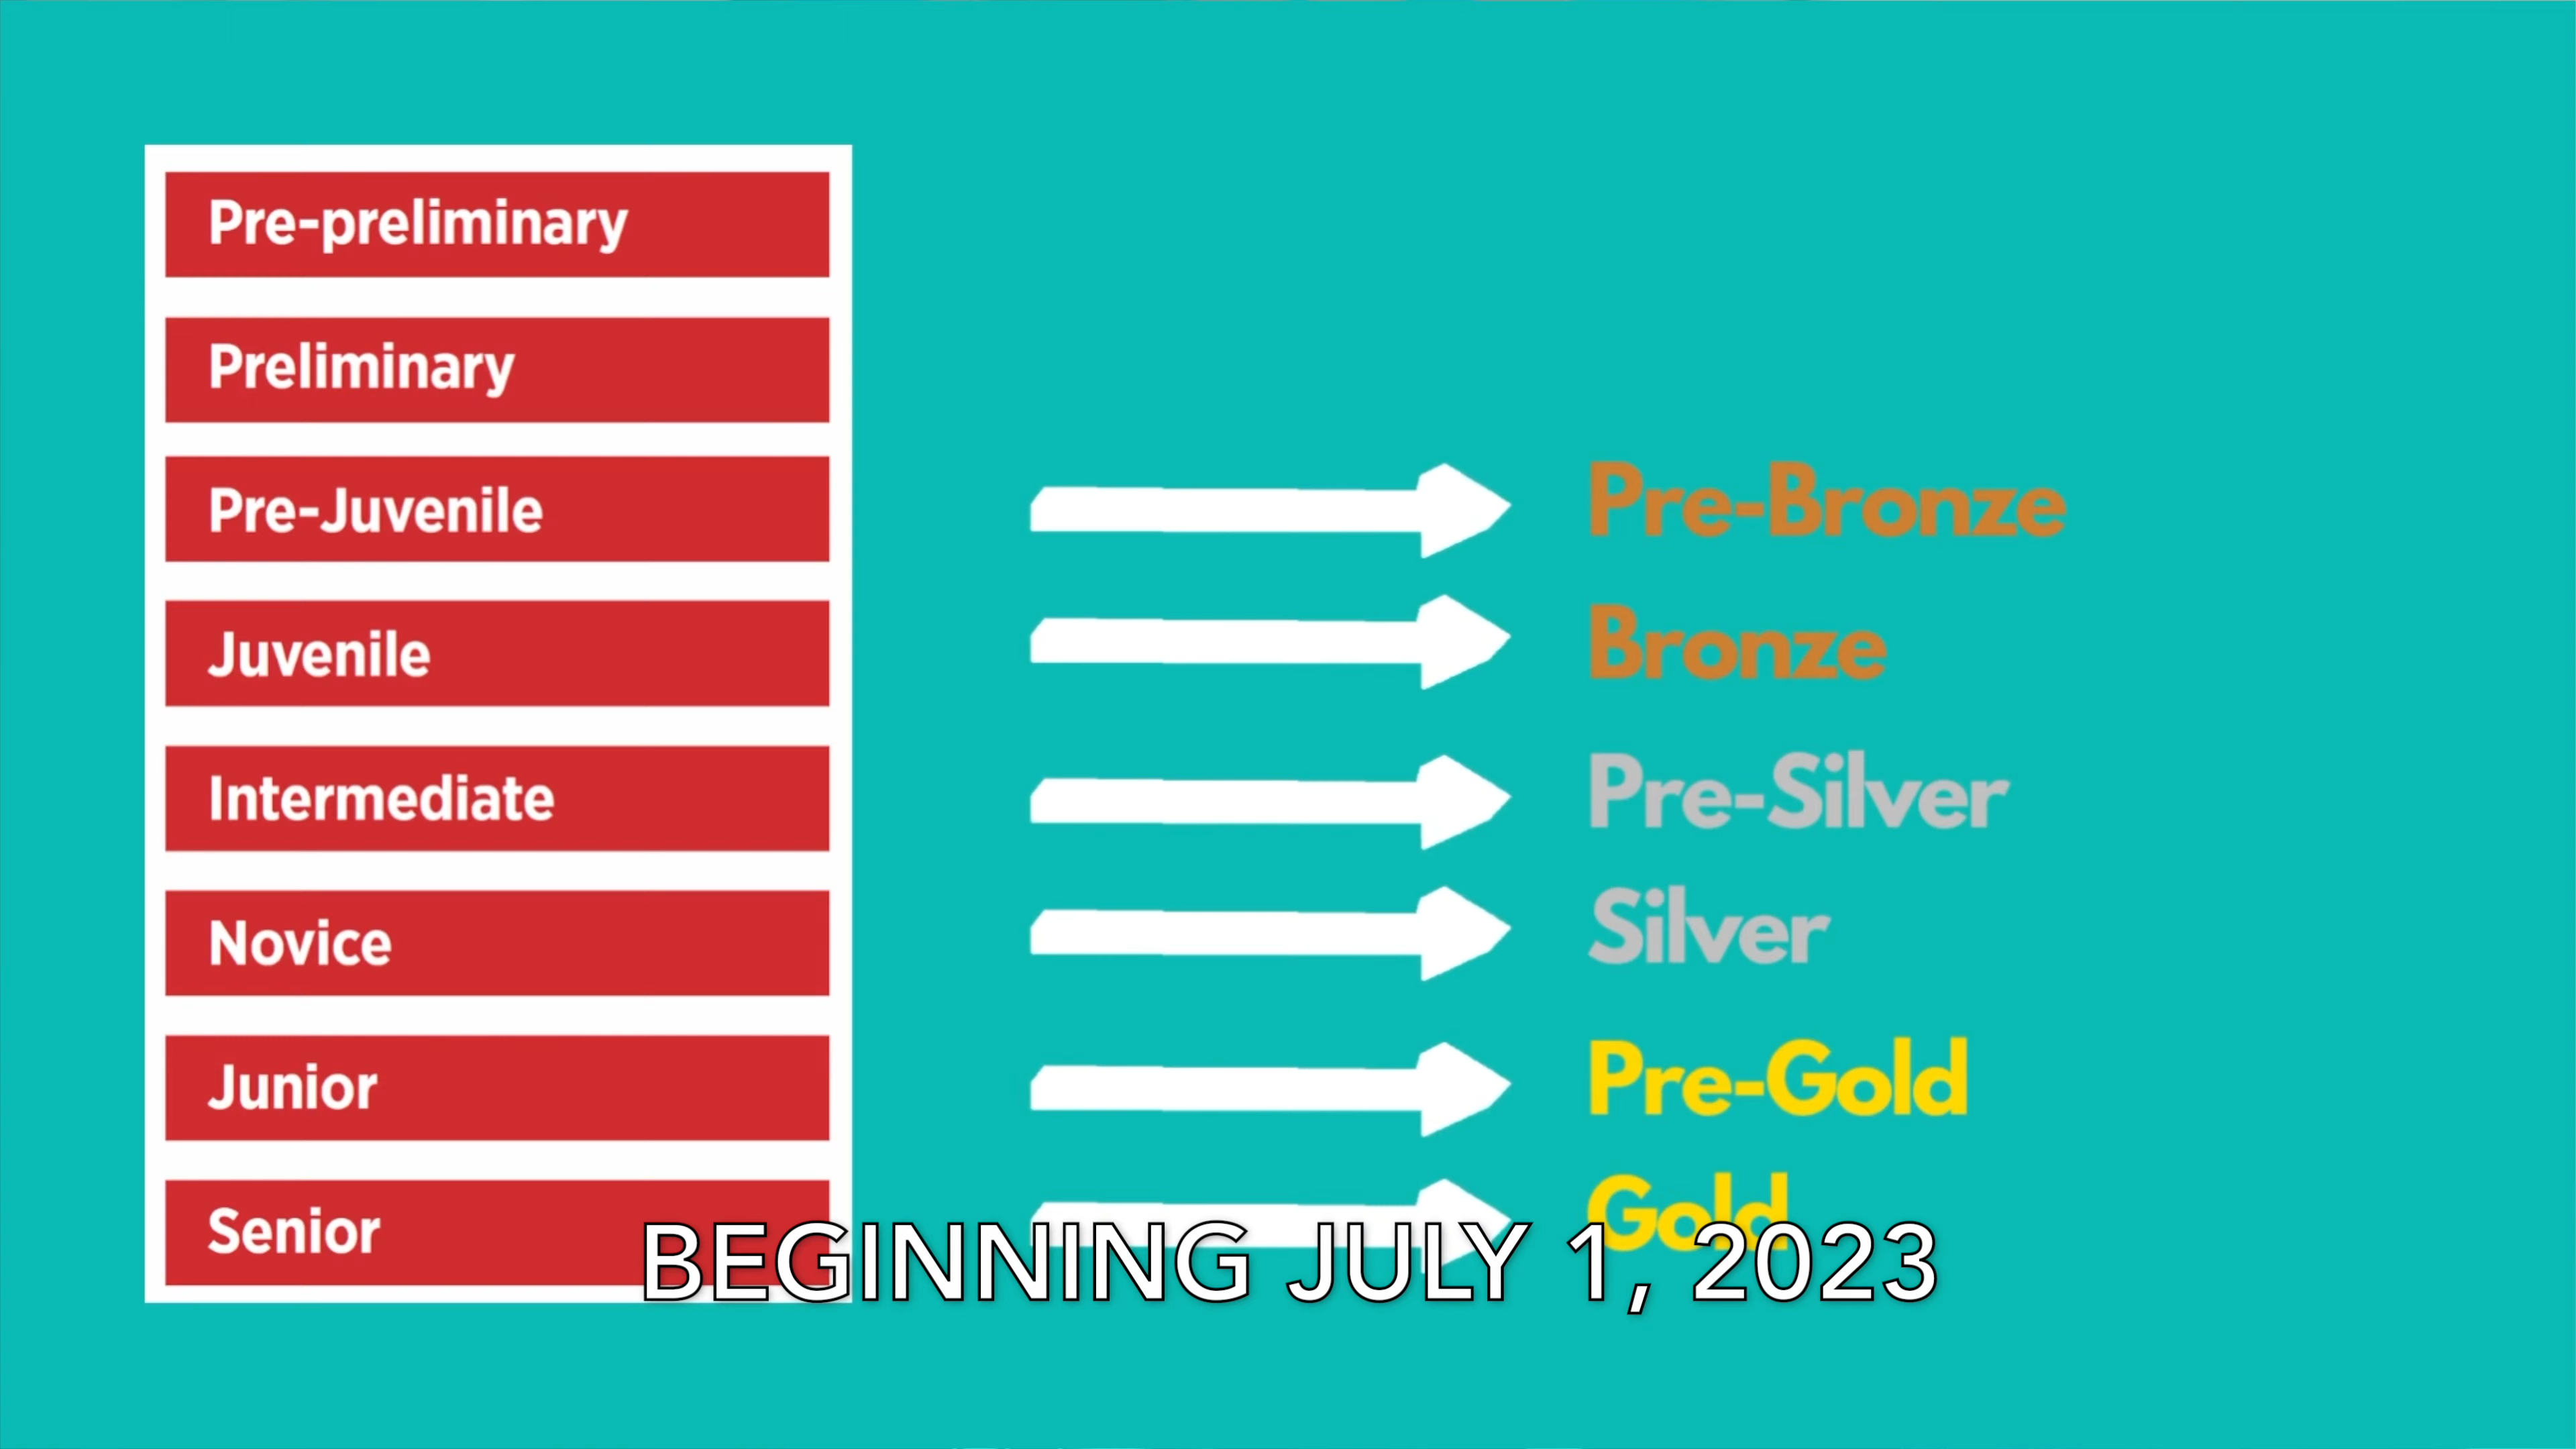 Pre-preliminary
Preliminary
Pre-Juvenile
Pre-Bronze
Juvenile
Bronze
Intermediate
Pre-Silver
Novice
Silver
Junior
Pre-Gold
Senior
Gold
BEGINNING JULY 1, 2023